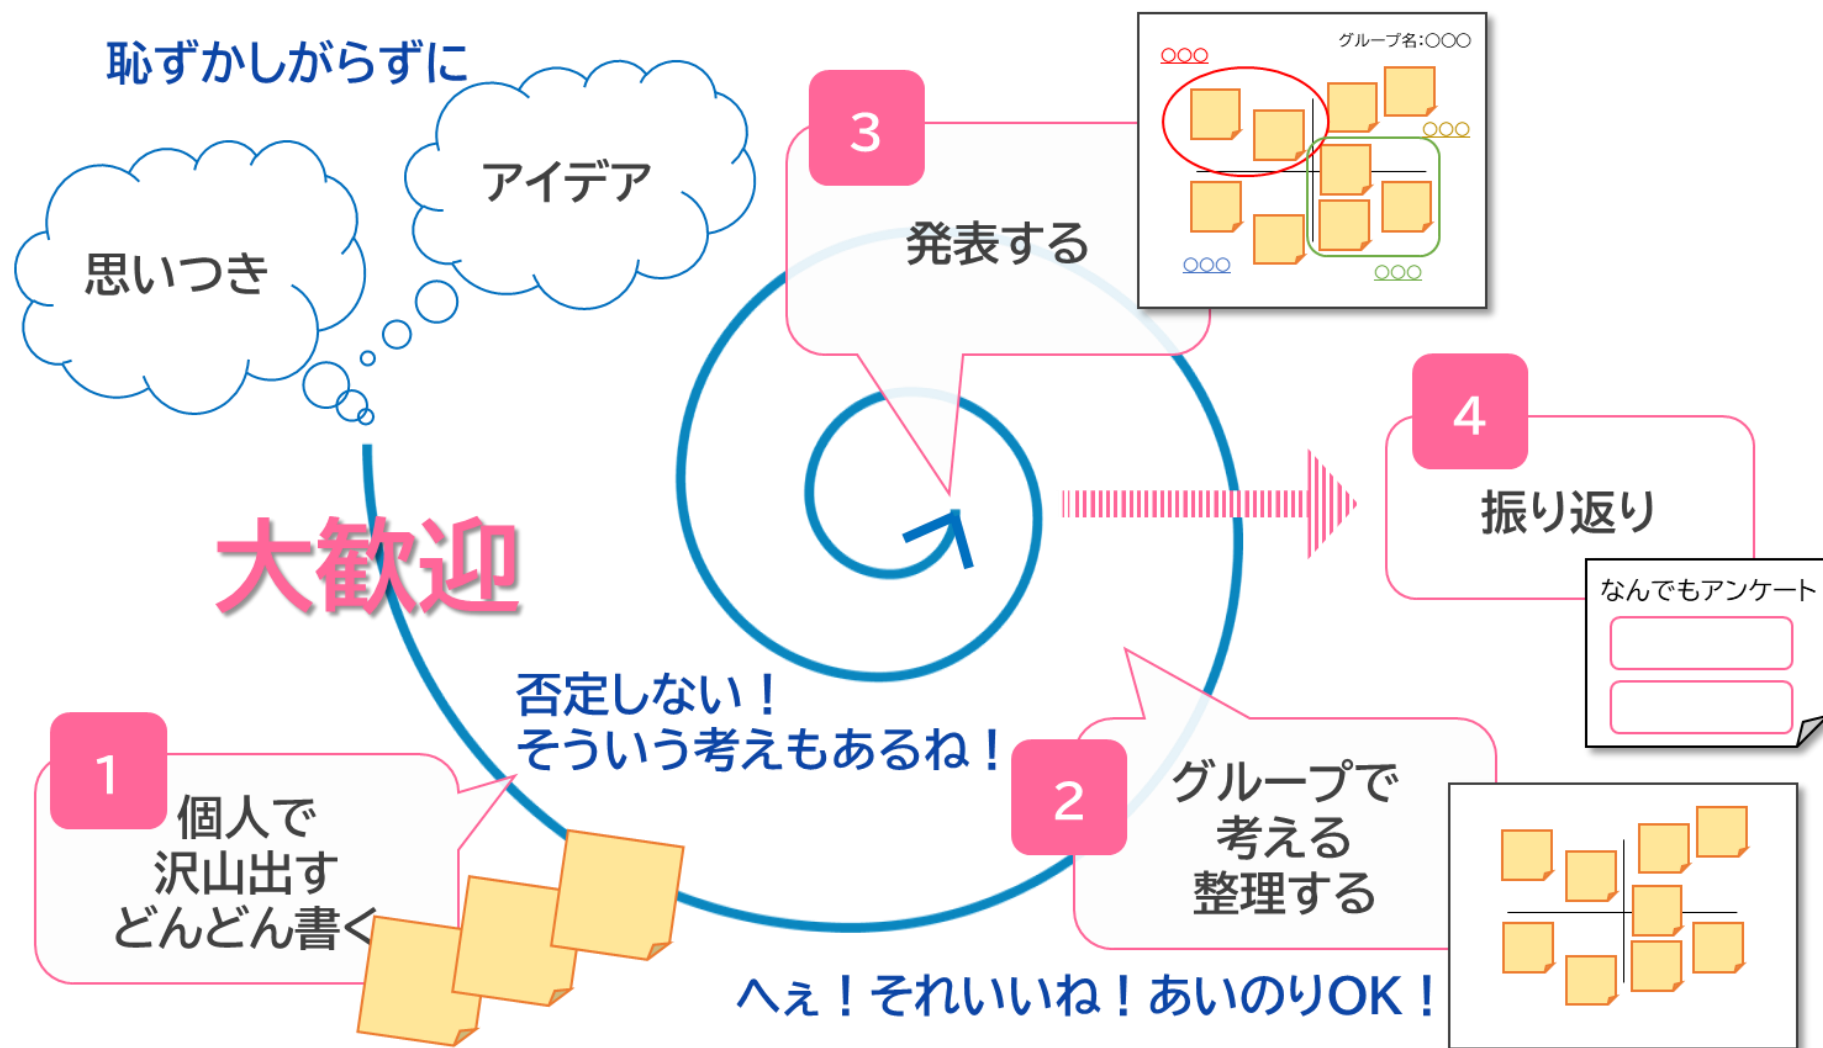 恥ずかしがらずに
思いつき
アイデア
大歓迎
1
個人で
沢山出す
どんどん書く
否定しない！
そういう考えもあるね！
2
グループで
考える
整理する
へぇ！それいいね！あいのりOK！
3
発表する
グループ名：〇〇〇
〇〇〇
〇〇〇
〇〇〇
〇〇〇
4
振り返り
なんでもアンケート